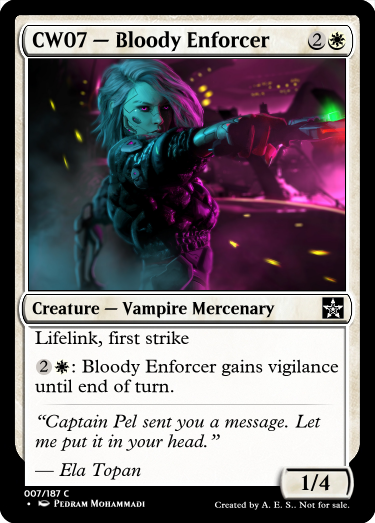 CW07 — Bloody Enforcer 2
Creature — Vampire Mercenary
Lifelink, first strike
2 : Bloody Enforcer gains vigilance
until end of turn.
“Captain Pel sent you a message. Let
me put it in your head.”
— Ela Topan
1/4
007/187 C
• Pedram Mohammadi
Created by A. E. S.. Not for sale.